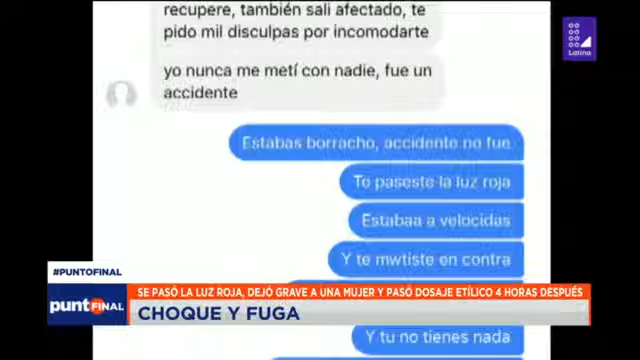 recupere, también sali afectado, te
pido mil disculpas por incomodarte
yo nunca me metí con nadie, fue un
accidente
Estabas borracho, accidente no fue
Te paseste la luz roja
Estabaa a velocidas
Y te mwtiste en contra
Y tu no tienes nada
Latina
#PUNTOFINAL
punto FINAL
SE PASÓ LA LUZ ROJA, DEJÓ GRAVE A UNA MUJER Y PASÓ DOSAJE ETÍLICO 4 HORAS DESPUÉS
CHOQUE Y FUGA